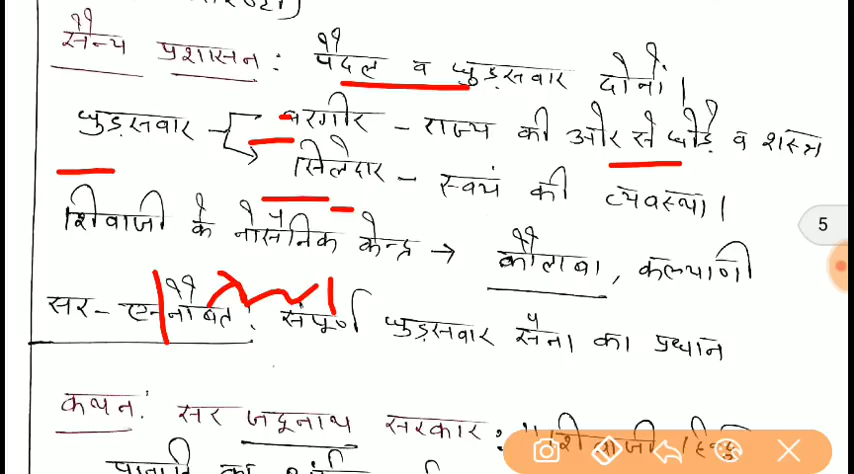 सैन्य प्रशासन : पैदल व घुड़सवार दोनों।
घुड़सवार - बरगीर - राज्य की ओर से घोड़े व शस्त्र
सिलेदार - स्वयं की व्यवस्था।
शिवाजी के नौसैनिक केन्द्र → कौलाबा, कल्याणी
5
सर-ए-नौबत : संपूर्ण घुड़सवार सेना का प्रधान
कथन : सर जदूनाथ सरकार : "शिवाजी